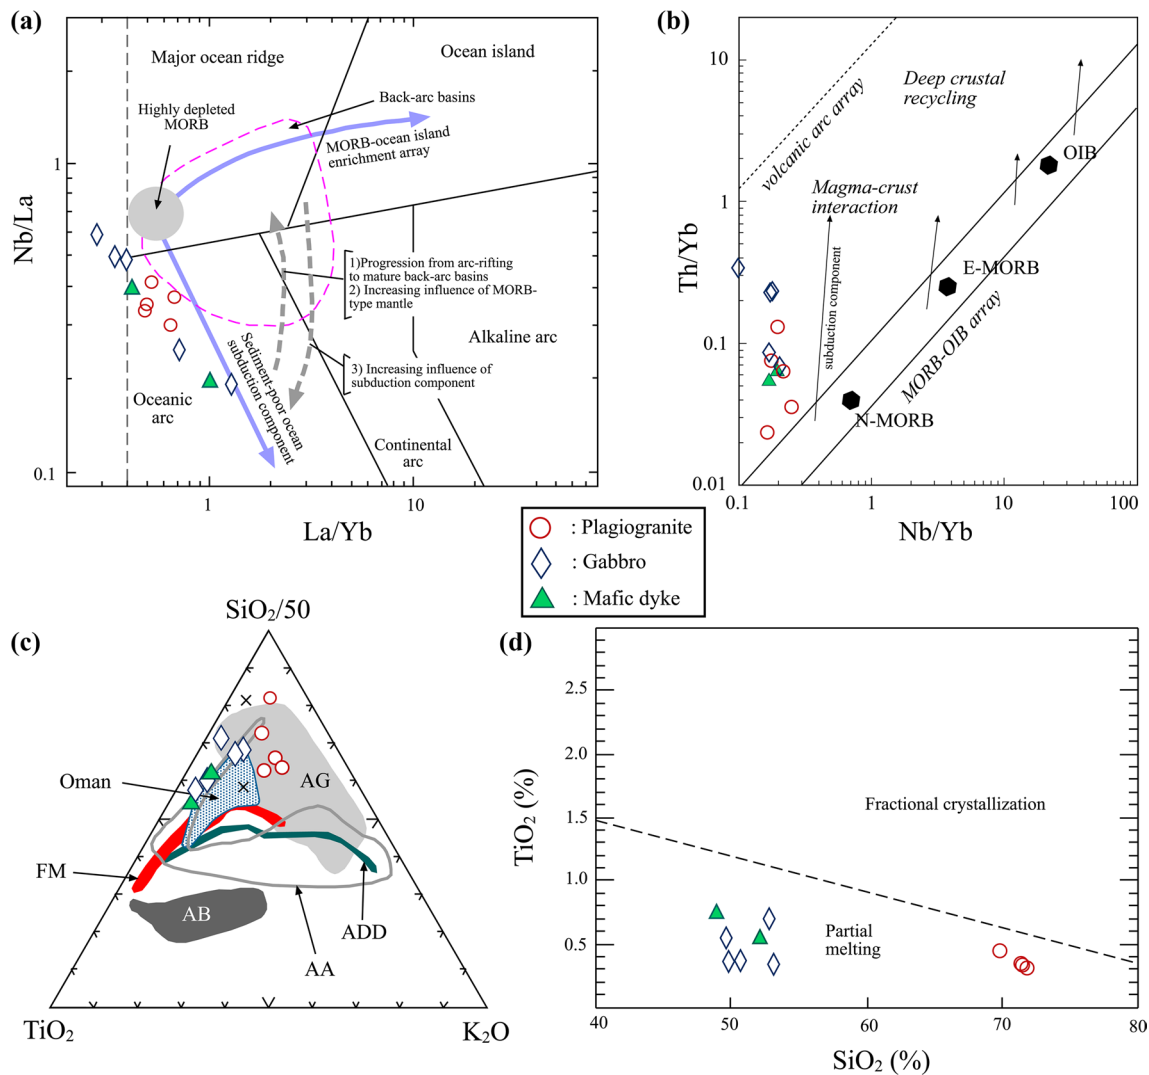 (a)
Major ocean ridge
Ocean island
Highly depleted
MORB
Back-arc basins
MORB-ocean island
enrichment array
1)Progression from arc-rifting
to mature back-arc basins
2) Increasing influence of MORB-
type mantle
3) Increasing influence of
subduction component
Alkaline arc
Sediment-poor ocean
subduction component
Oceanic
arc
Continental
arc
Nb/La
1
0.1
1
10
La/Yb
(b)
Deep crustal
recycling
volcanic arc array
Magma-crust
interaction
OIB
E-MORB
N-MORB
MORB-OIB array
subduction component
Th/Yb
10
1
0.1
0.01
0.1
1
10
100
Nb/Yb
: Plagiogranite
: Gabbro
: Mafic dyke
(c)
SiO₂/50
Oman
AG
FM
AB
ADD
AA
TiO₂
K₂O
(d)
TiO₂ (%)
2.5
2.0
1.5
1.0
0.5
Fractional crystallization
Partial
melting
40
50
60
70
80
SiO₂ (%)